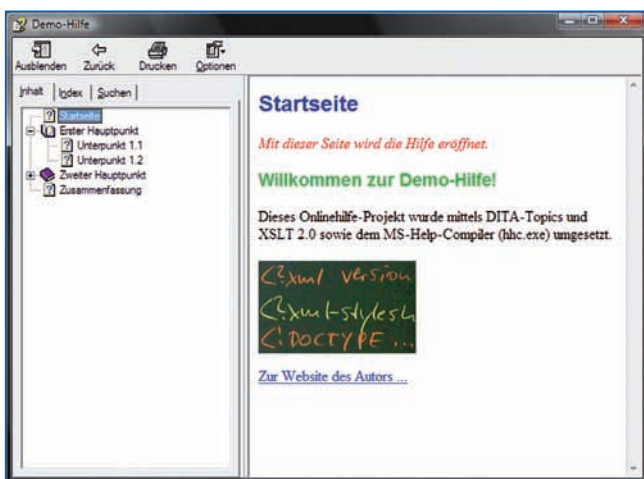 Demo-Hilfe
Ausblenden Zurück Drucken Optionen
Inhalt Index Suchen
Startseite
Erster Hauptpunkt
Unterpunkt 1.1
Unterpunkt 1.2
Zweiter Hauptpunkt
Zusammenfassung
Startseite
Mit dieser Seite wird die Hilfe eröffnet.
Willkommen zur Demo-Hilfe!
Dieses Onlinehilfe-Projekt wurde mittels DITA-Topics und
XSLT 2.0 sowie dem MS-Help-Compiler (hhc.exe) umgesetzt.
<?xml version
<?xml-stylesh
<!DOCTYPE ...
Zur Website des Autors ...